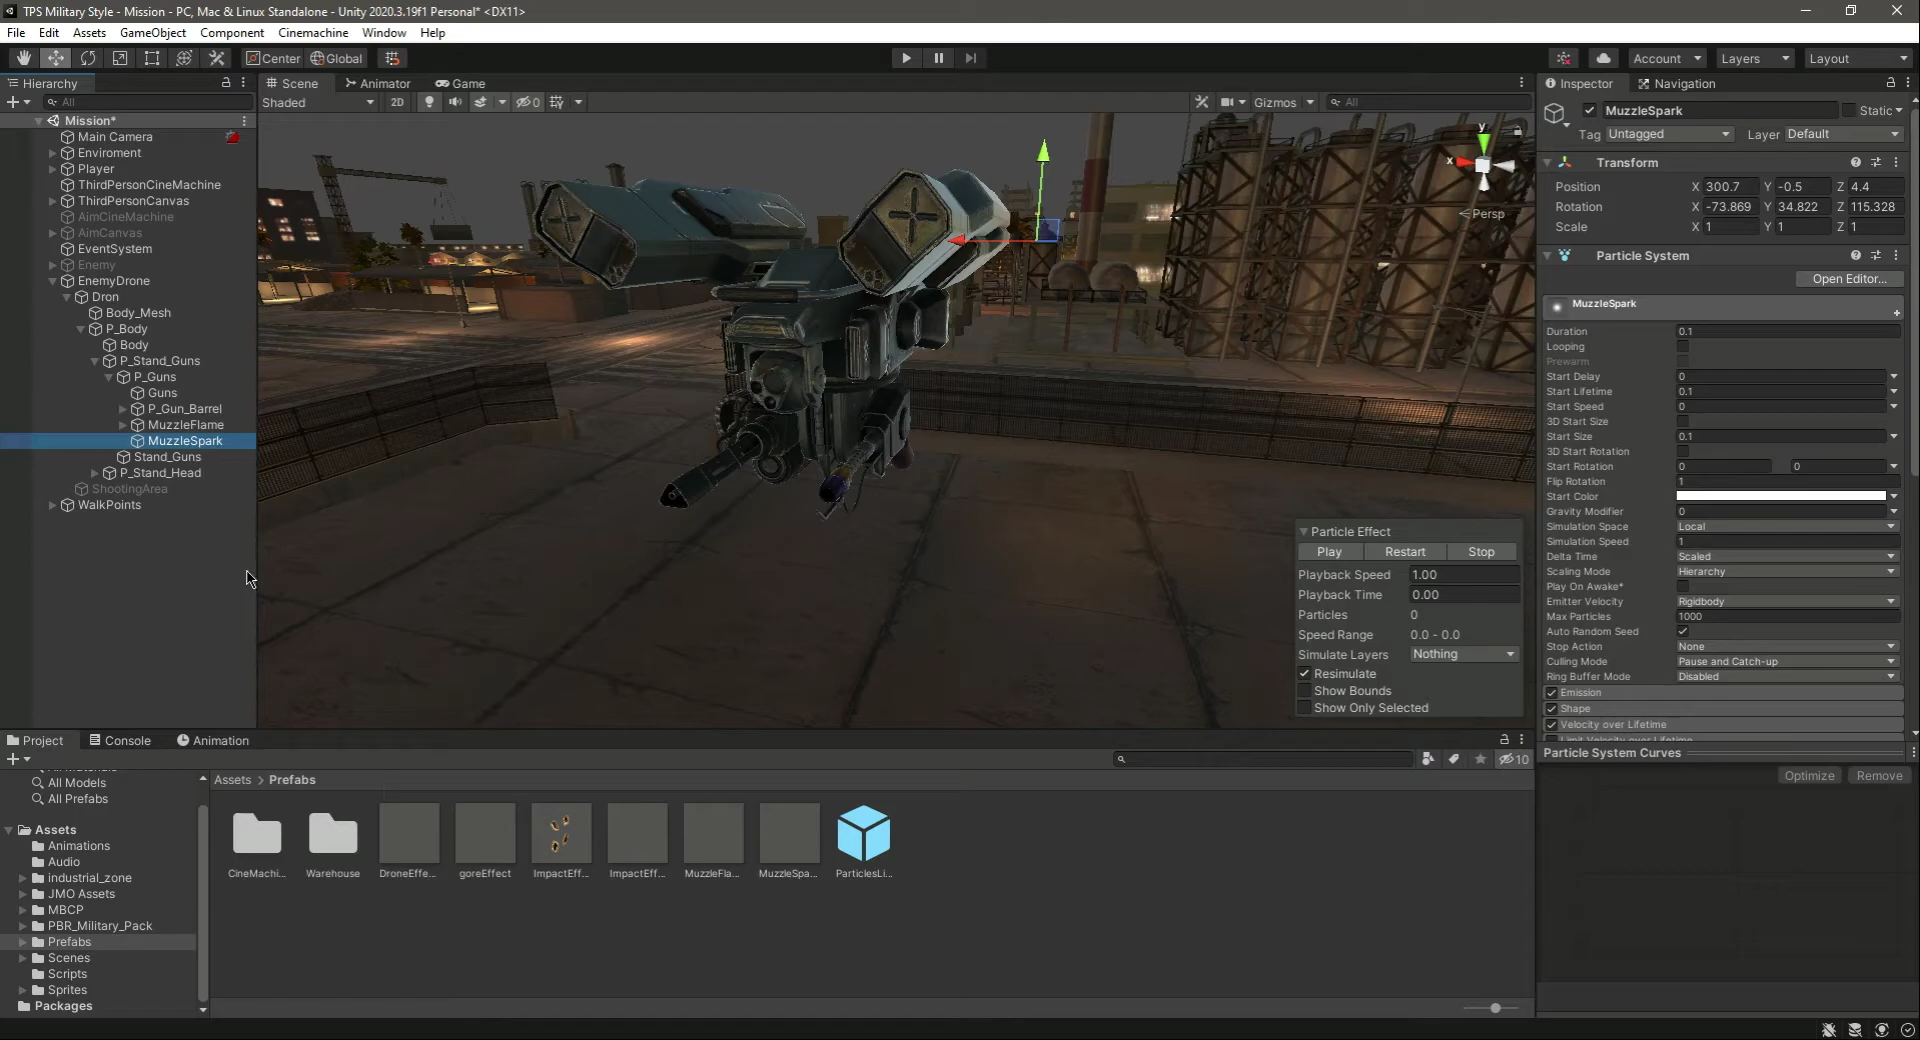 TPS Military Style - Mission - PC, Mac & Linux Standalone - Unity 2020.3.19f1 Personal* <DX11>
File Edit Assets GameObject Component Cinemachine Window Help
Center Global Account Layers Layout
Hierarchy Scene Animator Game Inspector Navigation
All Shaded 2D 0 Gizmos All
Mission*
Main Camera
Enviroment
Player
ThirdPersonCineMachine
ThirdPersonCanvas
AimCineMachine
AimCanvas
EventSystem
Enemy
EnemyDrone
Dron
Body_Mesh
P_Body
Body
P_Stand_Guns
P_Guns
Guns
P_Gun_Barrel
MuzzleFlame
MuzzleSpark
Stand_Guns
P_Stand_Head
ShootingArea
WalkPoints
y
x
Persp
Particle Effect
Play Restart Stop
Playback Speed 1.00
Playback Time 0.00
Particles 0
Speed Range 0.0 - 0.0
Simulate Layers Nothing
Resimulate
Show Bounds
Show Only Selected
MuzzleSpark Static
Tag Untagged Layer Default
Transform
Position X 300.7 Y -0.5 Z 4.4
Rotation X -73.869 Y 34.822 Z 115.328
Scale X 1 Y 1 Z 1
Particle System
Open Editor...
MuzzleSpark
Duration 0.1
Looping
Prewarm
Start Delay 0
Start Lifetime 0.1
Start Speed 0
3D Start Size
Start Size 0.1
3D Start Rotation
Start Rotation 0 0
Flip Rotation 1
Start Color
Gravity Modifier 0
Simulation Space Local
Simulation Speed 1
Delta Time Scaled
Scaling Mode Hierarchy
Play On Awake*
Emitter Velocity Rigidbody
Max Particles 1000
Auto Random Seed
Stop Action None
Culling Mode Pause and Catch-up
Ring Buffer Mode Disabled
Emission
Shape
Velocity over Lifetime
Limit Velocity over Lifetime
Particle System Curves
Optimize Remove
Project Console Animation
10
All Models
All Prefabs
Assets
Animations
Audio
industrial_zone
JMO Assets
MBCP
PBR_Military_Pack
Prefabs
Scenes
Scripts
Sprites
Packages
Assets > Prefabs
CineMachi... Warehouse DroneEffe... goreEffect ImpactEff... ImpactEff... MuzzleFla... MuzzleSpa... ParticlesLi...